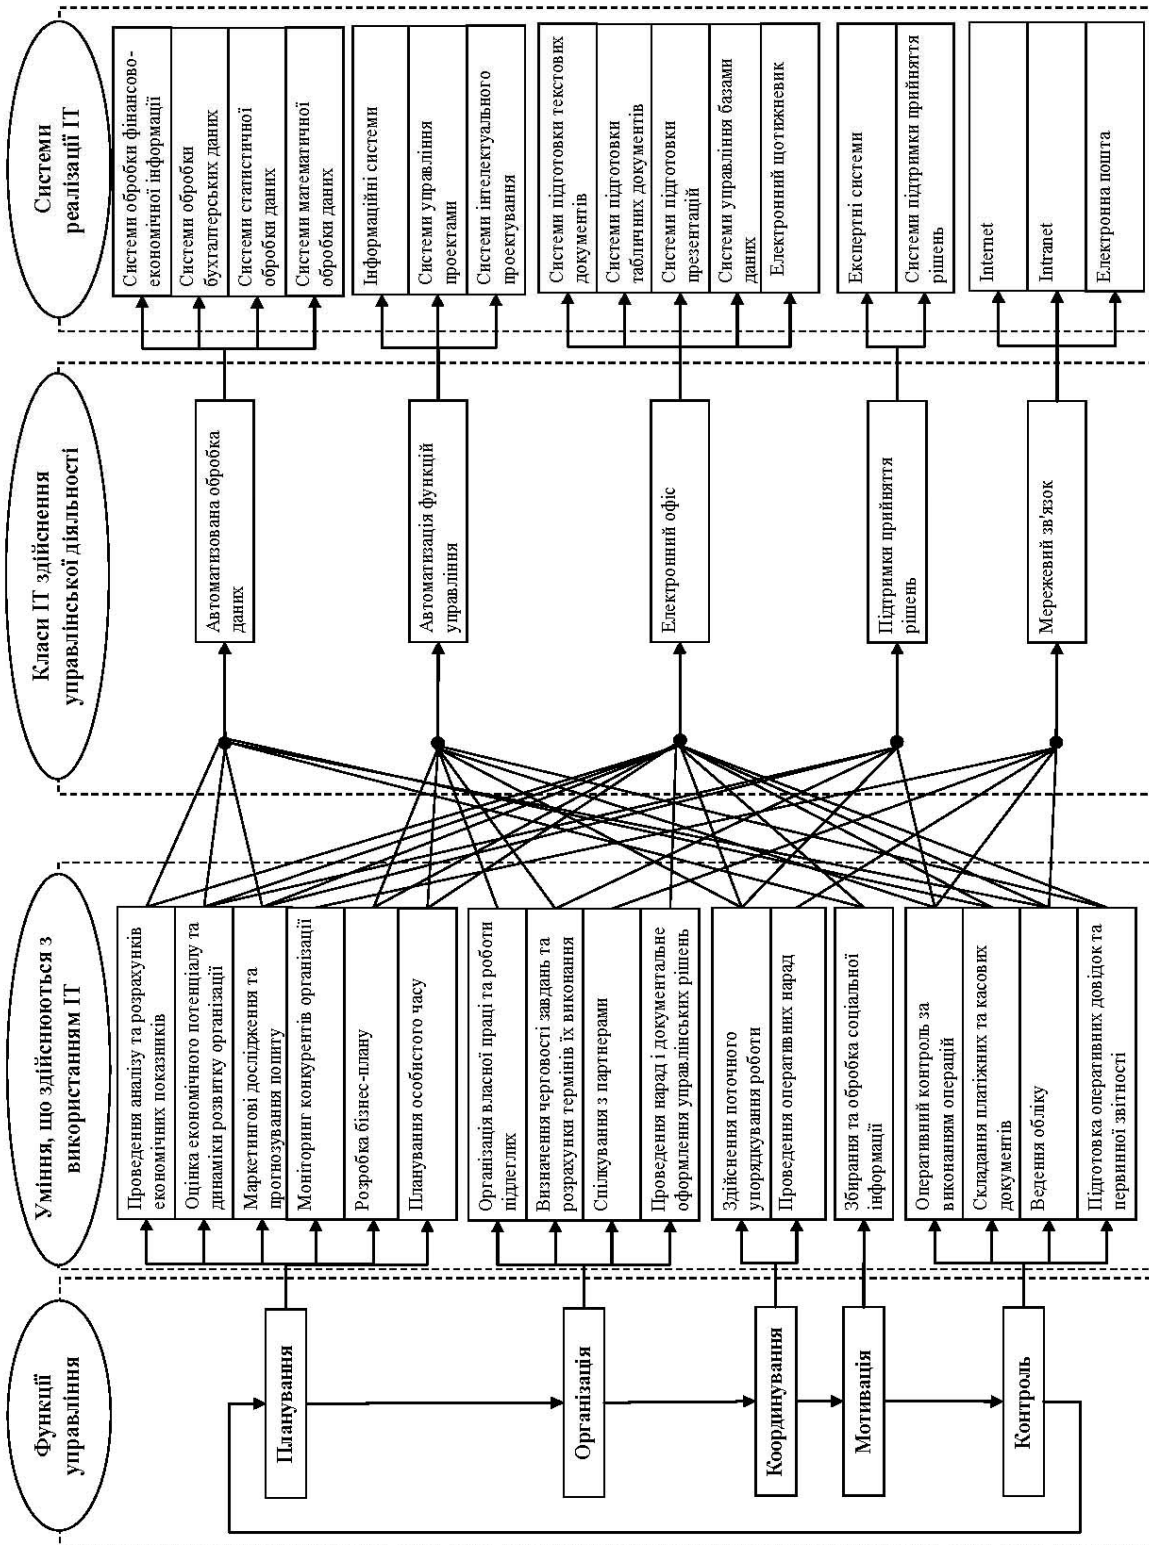 Функції
управління
Планування
Організація
Координування
Мотивація
Контроль
Уміння, що здійснюються з
використанням ІТ
Проведення аналізу та розрахунків
економічних показників
Оцінка економічного потенціалу та
динаміки розвитку організації
Маркетингові дослідження та
прогнозування попиту
Моніторинг конкурентів організації
Розробка бізнес-плану
Планування особистого часу
Організація власної праці та роботи
підлеглих
Визначення черговості завдань та
розрахунки термінів їх виконання
Спілкування з партнерами
Проведення нарад і документальне
оформлення управлінських рішень
Здійснення поточного
упорядкування роботи
Проведення оперативних нарад
Збирання та обробка соціальної
інформації
Оперативний контроль за
виконанням операцій
Складання платіжних та касових
документів
Ведення обліку
Підготовка оперативних довідок та
первинної звітності
Класи ІТ здійснення
управлінської діяльності
Автоматизована обробка
даних
Автоматизація функцій
управління
Електронний офіс
Підтримки прийняття
рішень
Мережевий зв'язок
Системи
реалізації ІТ
Системи обробки фінансово-
економічної інформації
Системи обробки
бухгалтерських даних
Системи статистичної
обробки даних
Системи математичної
обробки даних
Інформаційні системи
Системи управління
проектами
Системи інтелектуального
проектування
Системи підготовки текстових
документів
Системи підготовки
табличних документів
Системи підготовки
презентацій
Системи управління базами
даних
Електронний щотижневик
Експертні системи
Системи підтримки прийняття
рішень
Internet
Intranet
Електронна пошта